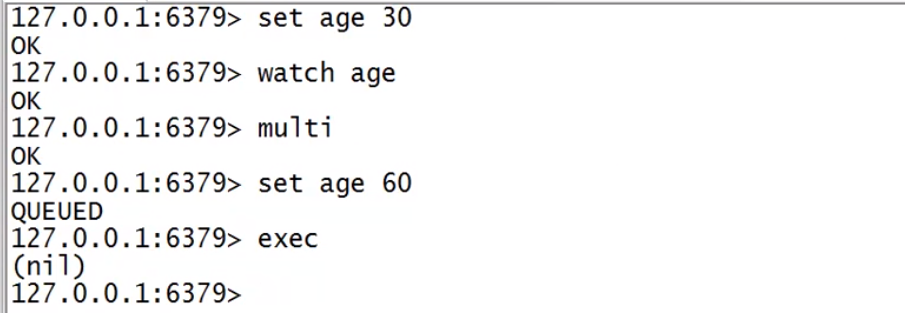 127.0.0.1:6379> set age 30
OK
127.0.0.1:6379> watch age
OK
127.0.0.1:6379> multi
OK
127.0.0.1:6379> set age 60
QUEUED
127.0.0.1:6379> exec
(nil)
127.0.0.1:6379>